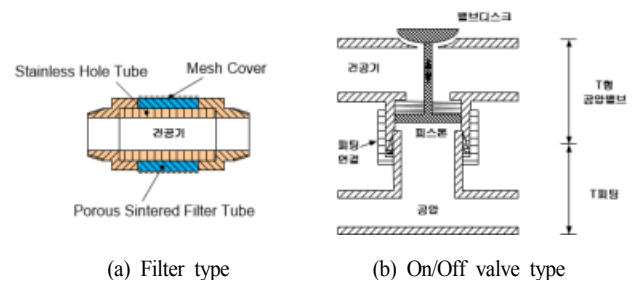 Stainless Hole Tube
Mesh Cover
건공기
Porous Sintered Filter Tube
(a) Filter type
밸브디스크
건공기
피스톤
피팅
연결
공압
T형
공압밸브
T피팅
(b) On/Off valve type